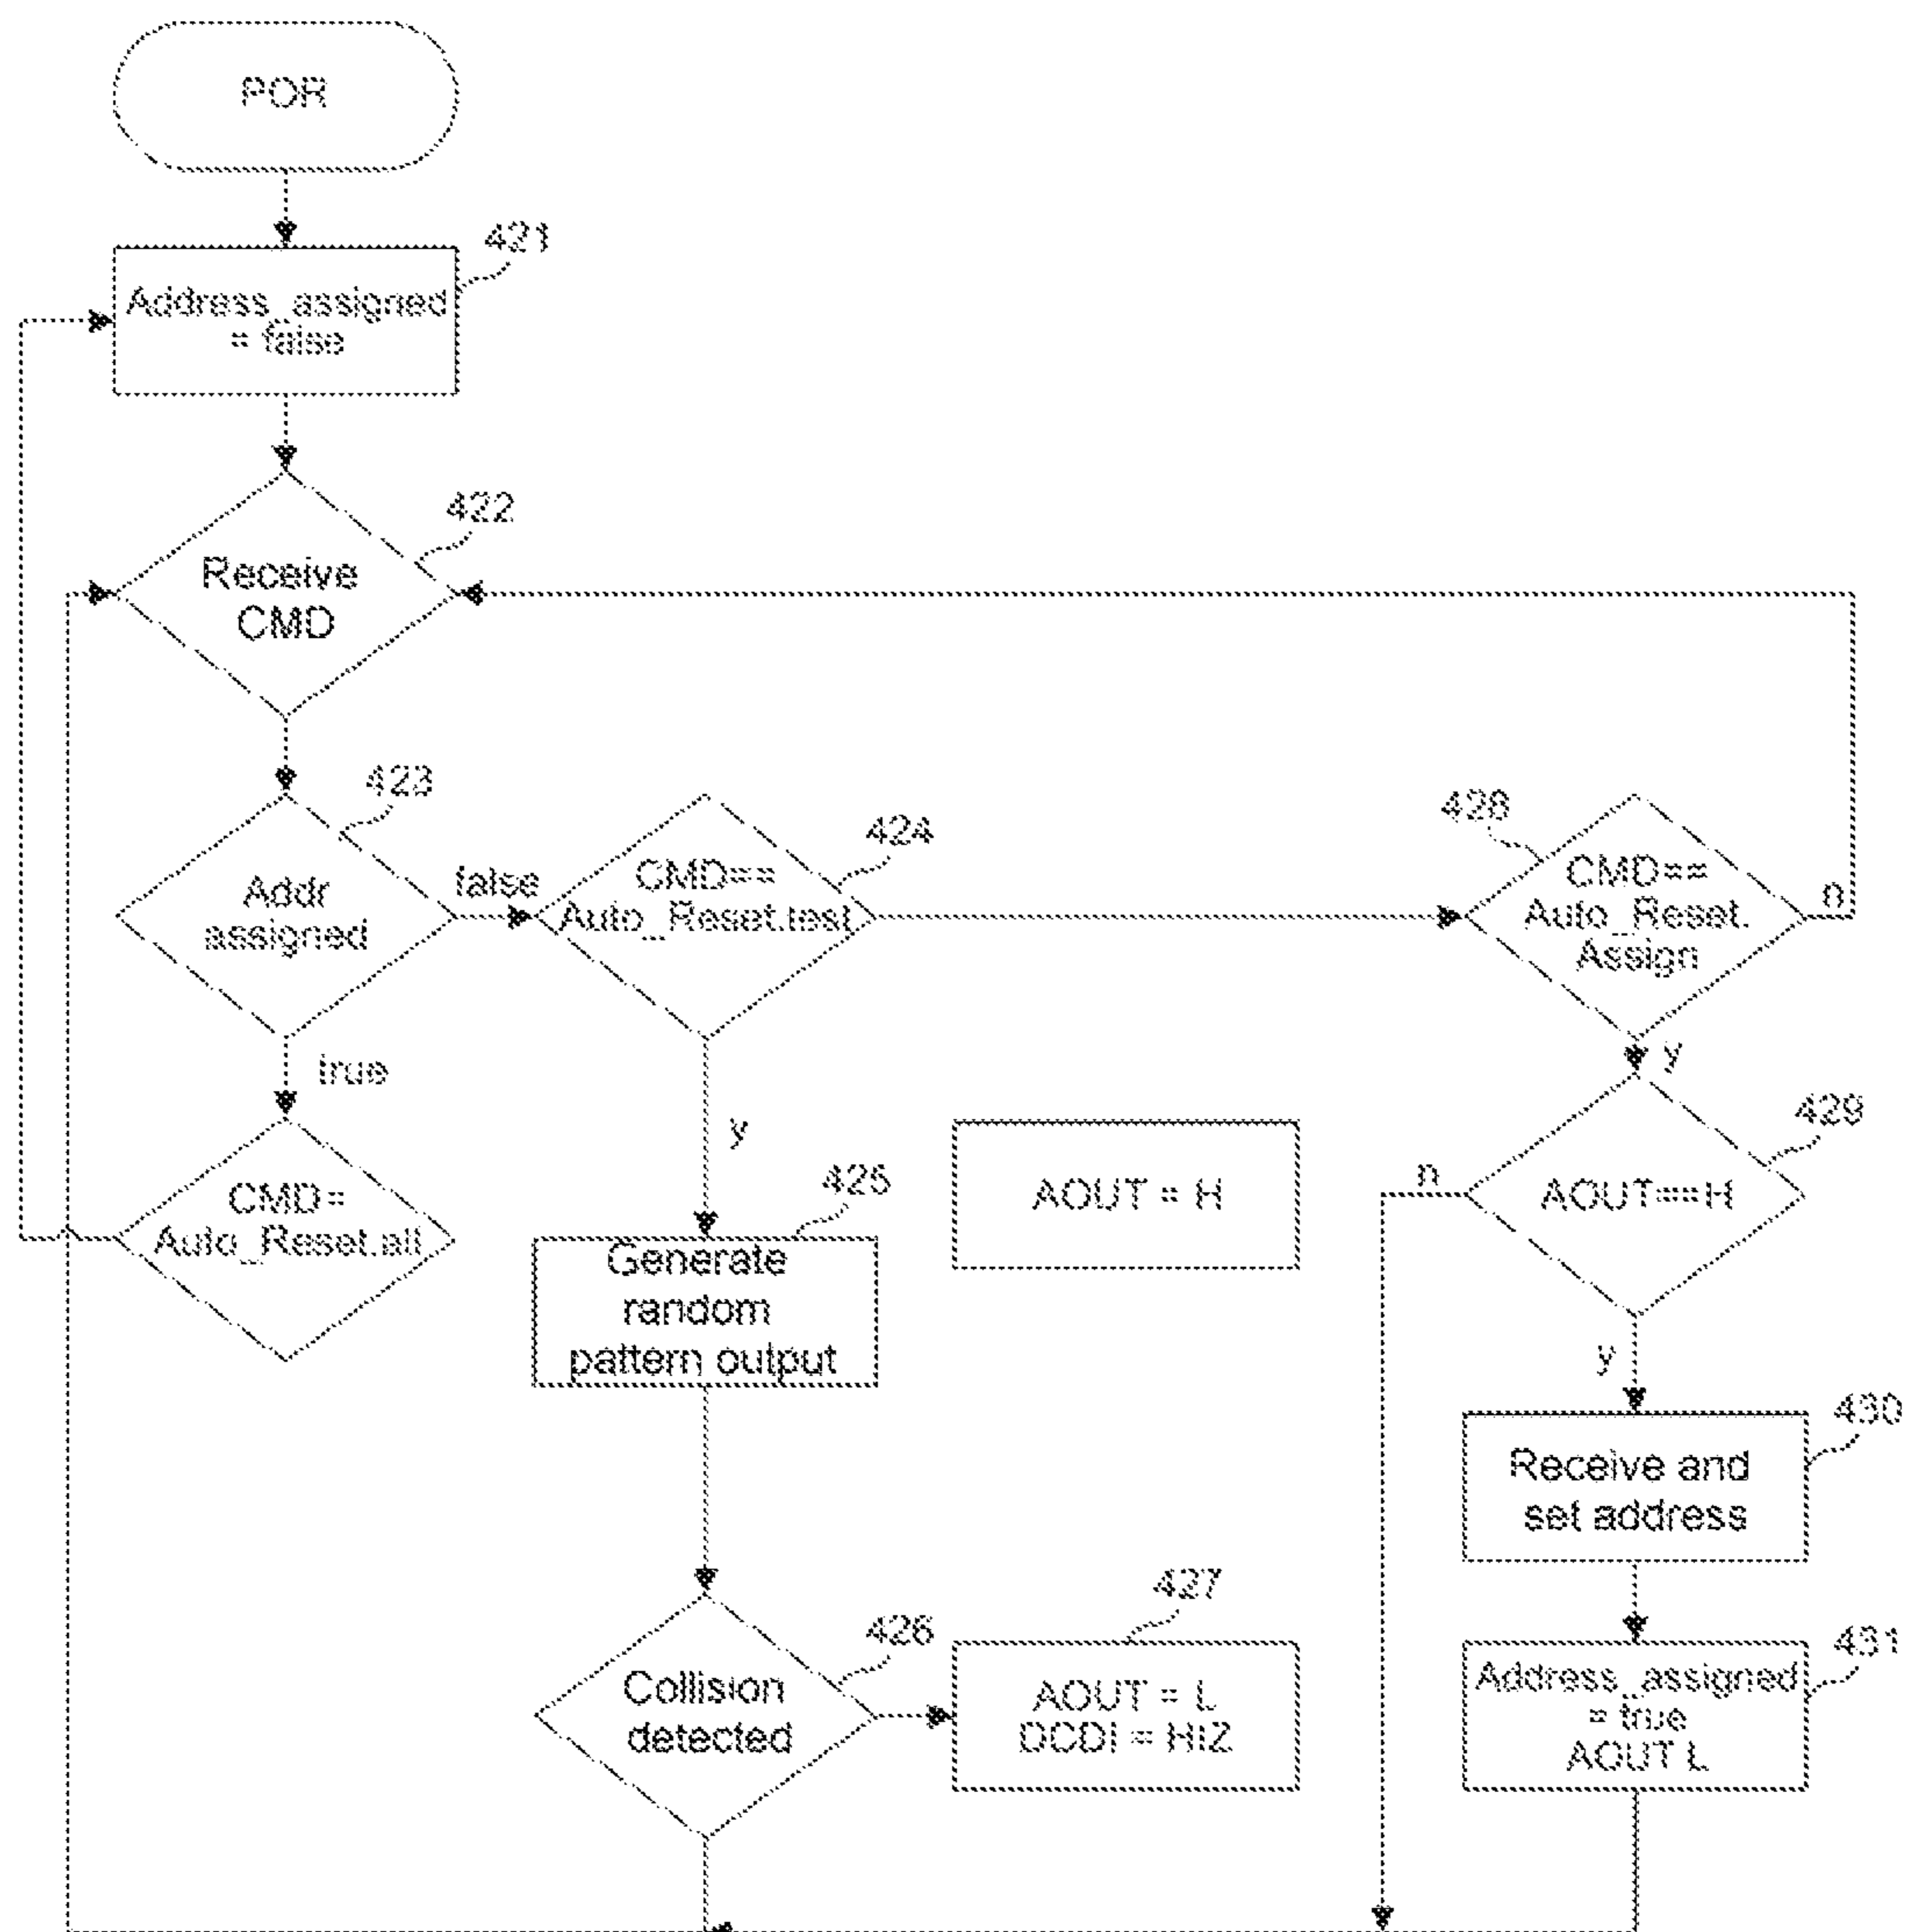 POR
421
Address_assigned
= false
422
Receive
CMD
423
Addr
assigned
false
true
424
CMD==
Auto_Reset.test
428
CMD==
Auto_Reset.
Assign
n
y
CMD=
Auto_Reset.all
y
425
Generate
random
pattern output
AOUT = H
429
AOUT==H
n
y
430
Receive and
set address
426
Collision
detected
427
AOUT = L
DCDI = HIZ
431
Address_assigned
= true
AOUT L